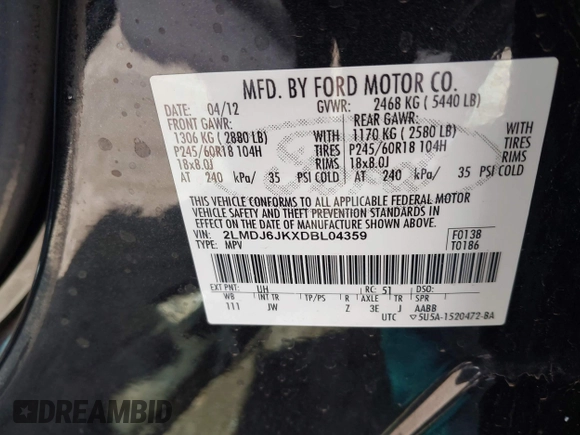 MFD. BY FORD MOTOR CO.
DATE: 04/12 GVWR: 2468 KG ( 5440 LB)
FRONT GAWR: REAR GAWR:
1306 KG ( 2880 LB) WITH 1170 KG ( 2580 LB) WITH
P245/60R18 104H TIRES P245/60R18 104H TIRES
18x8.0J RIMS 18x8.0J RIMS
AT 240 kPa/ 35 PSI COLD AT 240 kPa/ 35 PSI COLD
THIS VEHICLE CONFORMS TO ALL APPLICABLE FEDERAL MOTOR
VEHICLE SAFETY AND THEFT PREVENTION STANDARDS IN
EFFECT ON THE DATE OF MANUFACTURE SHOWN ABOVE.
VIN: 2LMDJ6JKXDBL04359 F0138
TYPE: MPV T0186
EXT PNT: UH RC: 51
WB INT TR TP/PS R AXLE TR SPR
111 JW Z 3E J AABB
UTC ▽5U5A-1520472-BA
Ford
DREAMBID